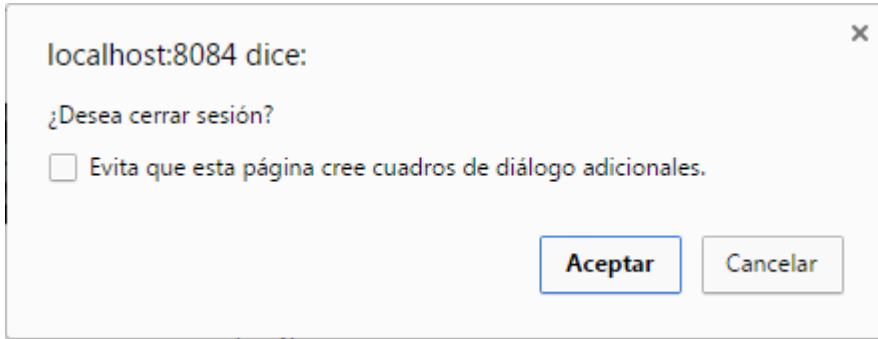 localhost:8084 dice:
¿Desea cerrar sesión?
Evita que esta página cree cuadros de diálogo adicionales.
Aceptar Cancelar